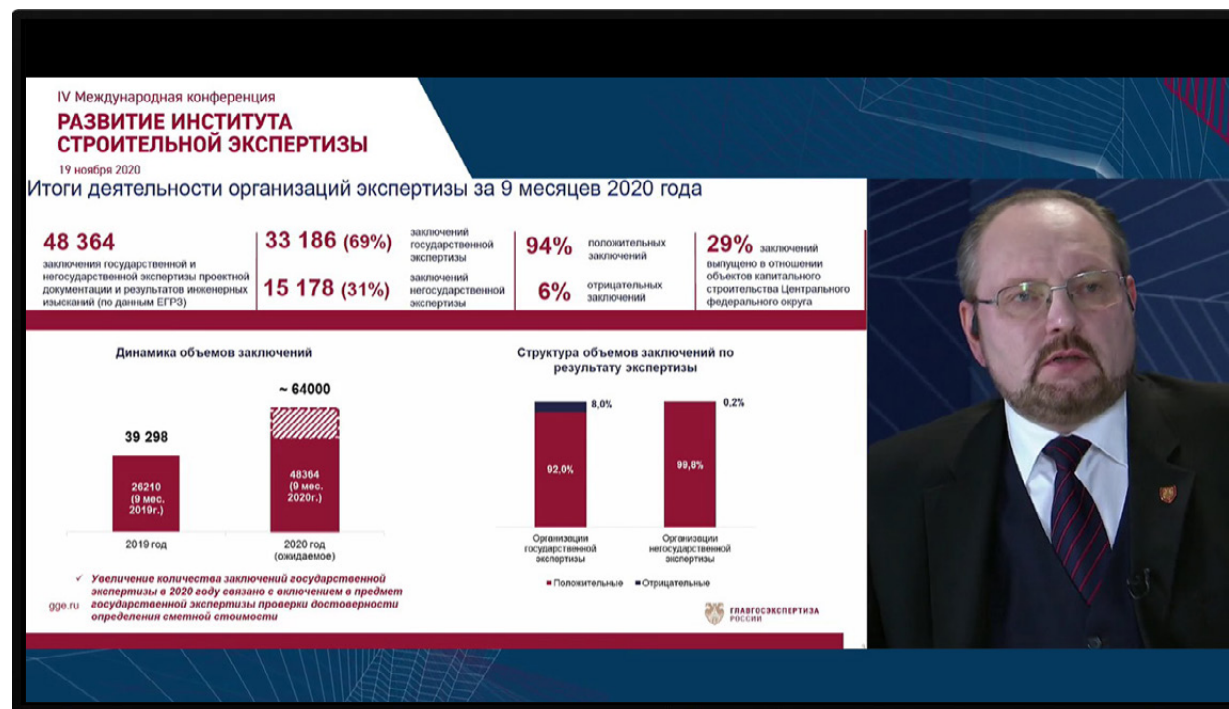 IV Международная конференция
РАЗВИТИЕ ИНСТИТУТА
СТРОИТЕЛЬНОЙ ЭКСПЕРТИЗЫ
19 ноября 2020
Итоги деятельности организаций экспертизы за 9 месяцев 2020 года
48 364
заключения государственной и
негосударственной экспертизы проектной
документации и результатов инженерных
изысканий (по данным ЕГРЗ)
33 186 (69%)
заключений
государственной
экспертизы
15 178 (31%)
заключений
негосударственной
экспертизы
94%
положительных
заключений
6%
отрицательных
заключений
29% заключений
выпущено в отношении
объектов капитального
строительства Центрального
федерального округа
Динамика объемов заключений
~ 64000
39 298
26210
(9 мес.
2019г.)
48364
(9 мес.
2020г.)
2019 год
2020 год
(ожидаемое)
✓ Увеличение количества заключений государственной
экспертизы в 2020 году связано с включением в предмет
государственной экспертизы проверки достоверности
определения сметной стоимости
gge.ru
Структура объемов заключений по
результату экспертизы
8,0%
0,2%
92,0%
99,8%
Организации
государственной
экспертизы
Организации
негосударственной
экспертизы
Положительные
Отрицательные
ГЛАВГОСЭКСПЕРТИЗА
РОССИИ